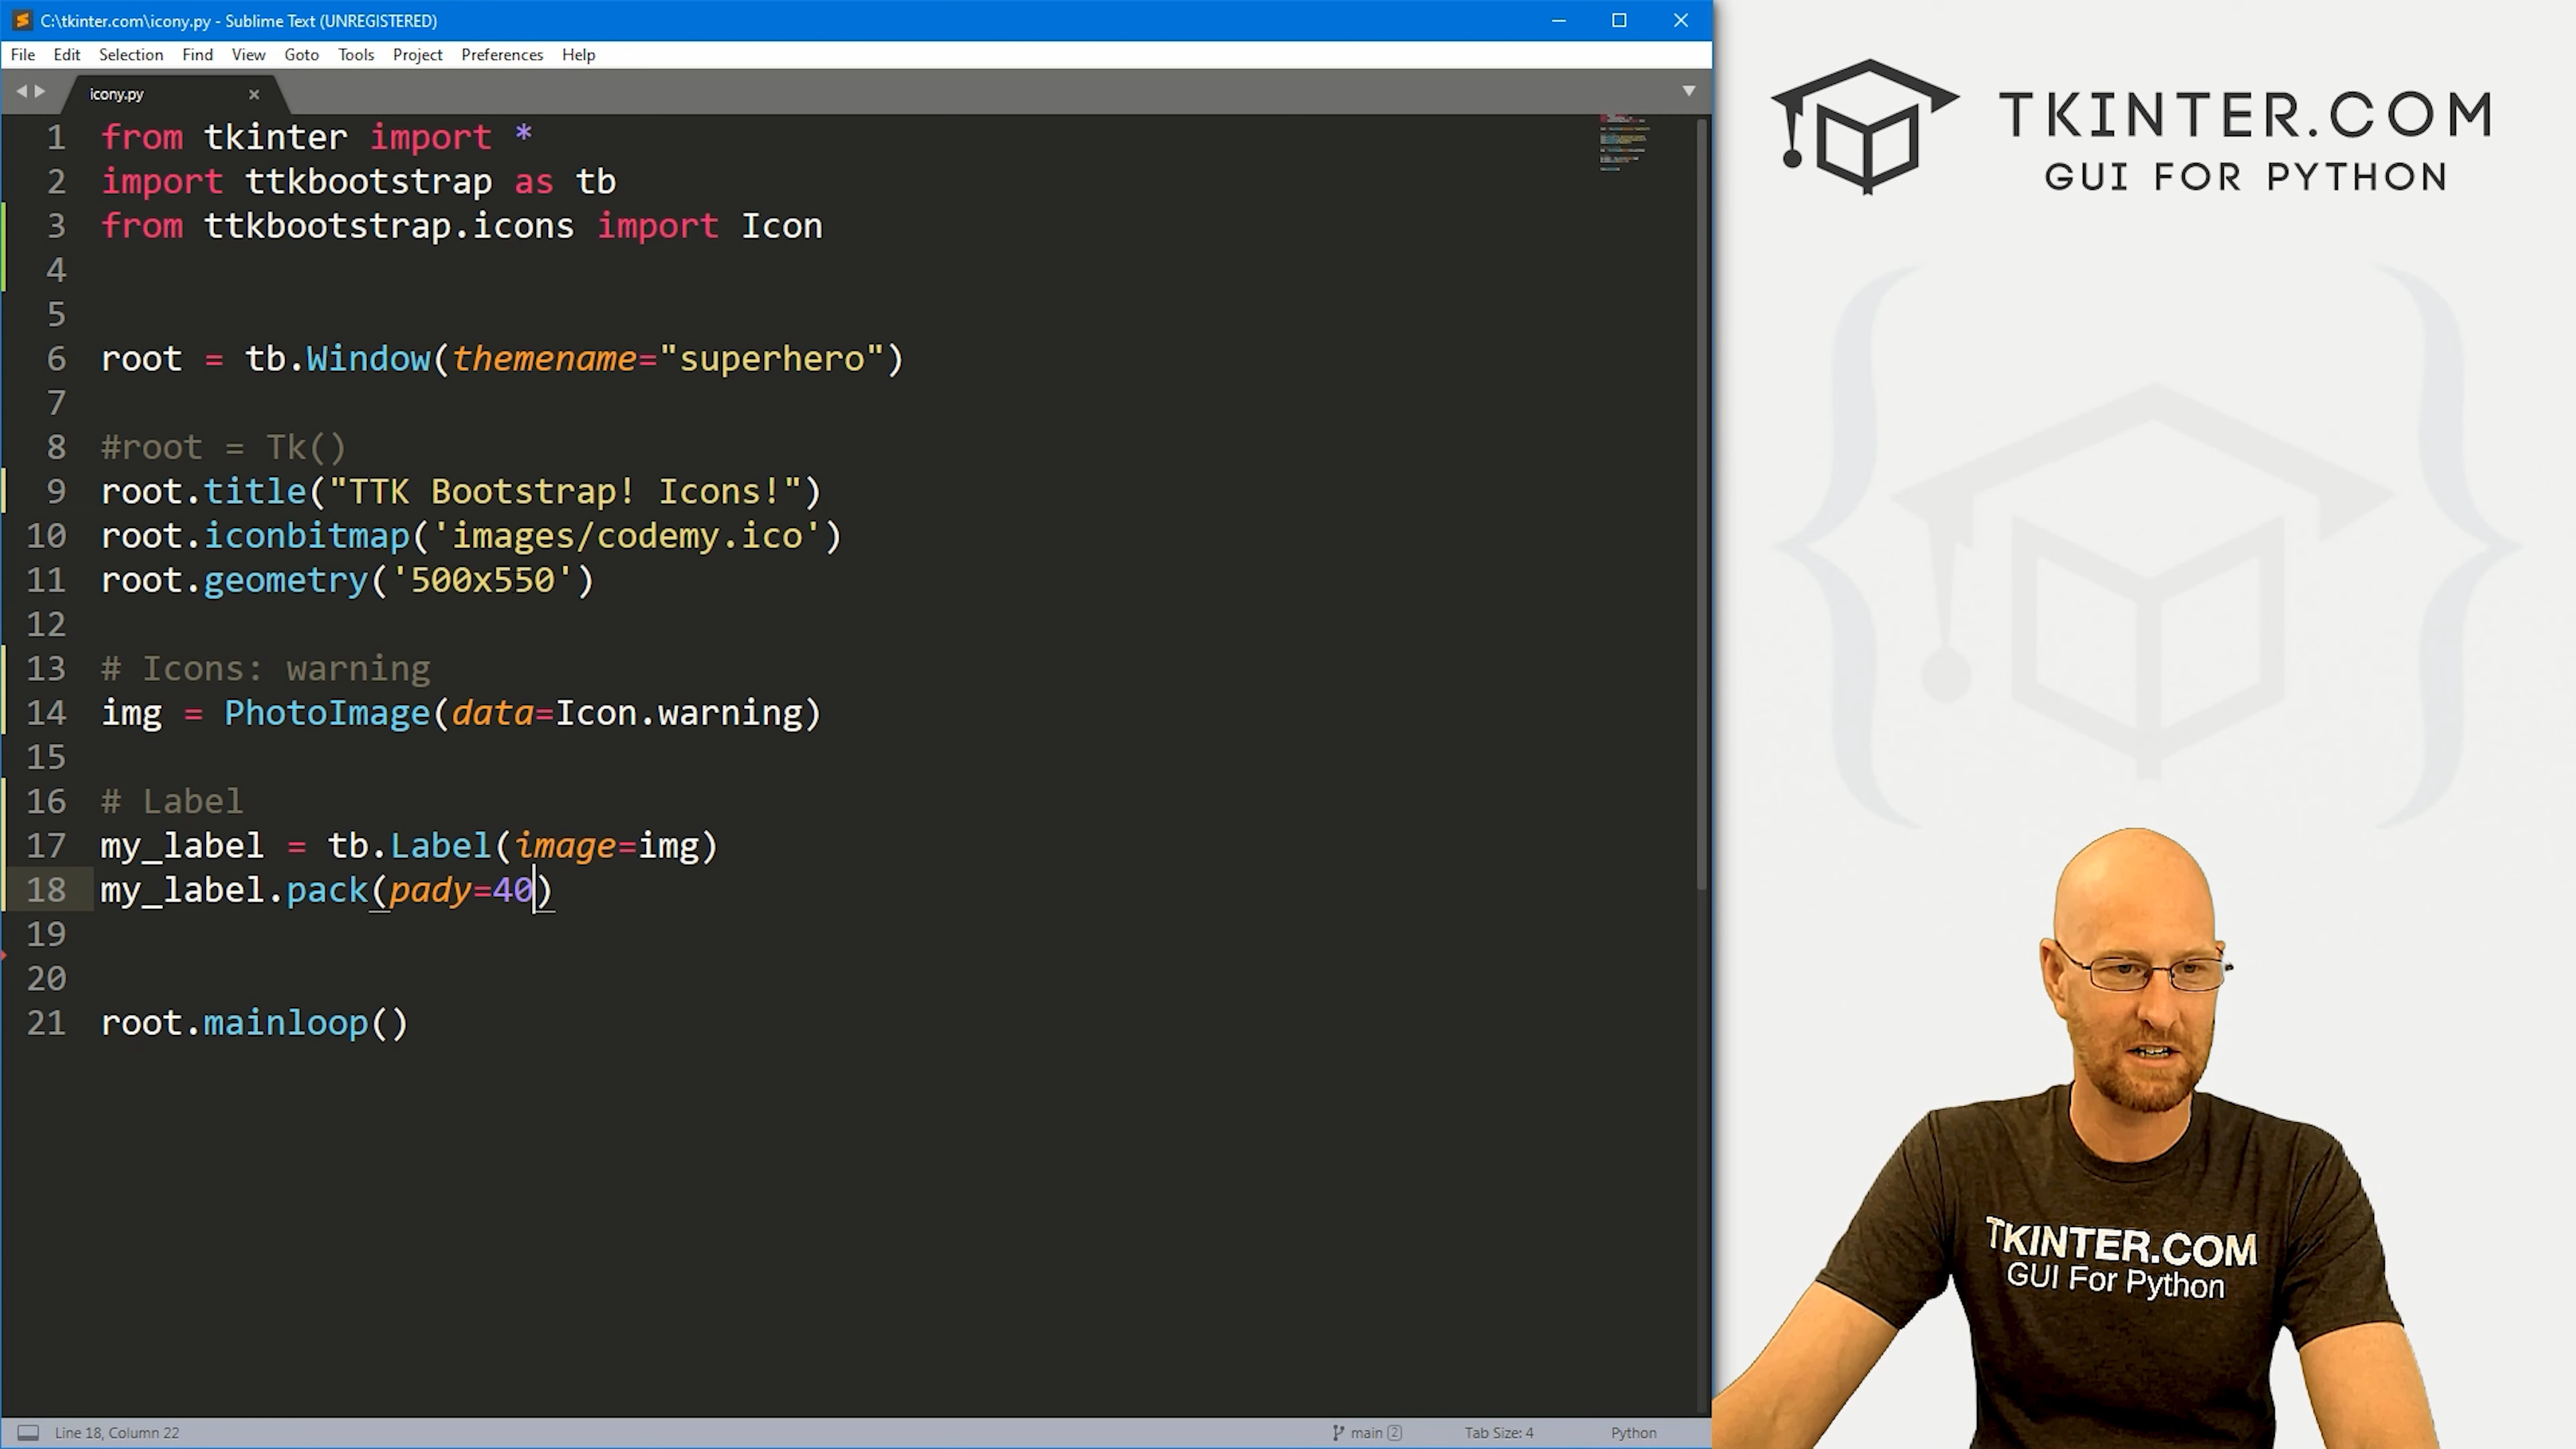 C:\tkinter.com\icony.py - Sublime Text (UNREGISTERED)
File Edit Selection Find View Goto Tools Project Preferences Help
icony.py
1 from tkinter import *
2 import ttkbootstrap as tb
3 from ttkbootstrap.icons import Icon
4
5
6 root = tb.Window(themename="superhero")
7
8 #root = Tk()
9 root.title("TTK Bootstrap! Icons!")
10 root.iconbitmap('images/codemy.ico')
11 root.geometry('500x550')
12
13 # Icons: warning
14 img = PhotoImage(data=Icon.warning)
15
16 # Label
17 my_label = tb.Label(image=img)
18 my_label.pack(pady=40)
19
20
21 root.mainloop()
Line 18, Column 22
main 2
Tab Size: 4
Python
TKINTER.COM
GUI FOR PYTHON
TKINTER.COM
GUI For Python